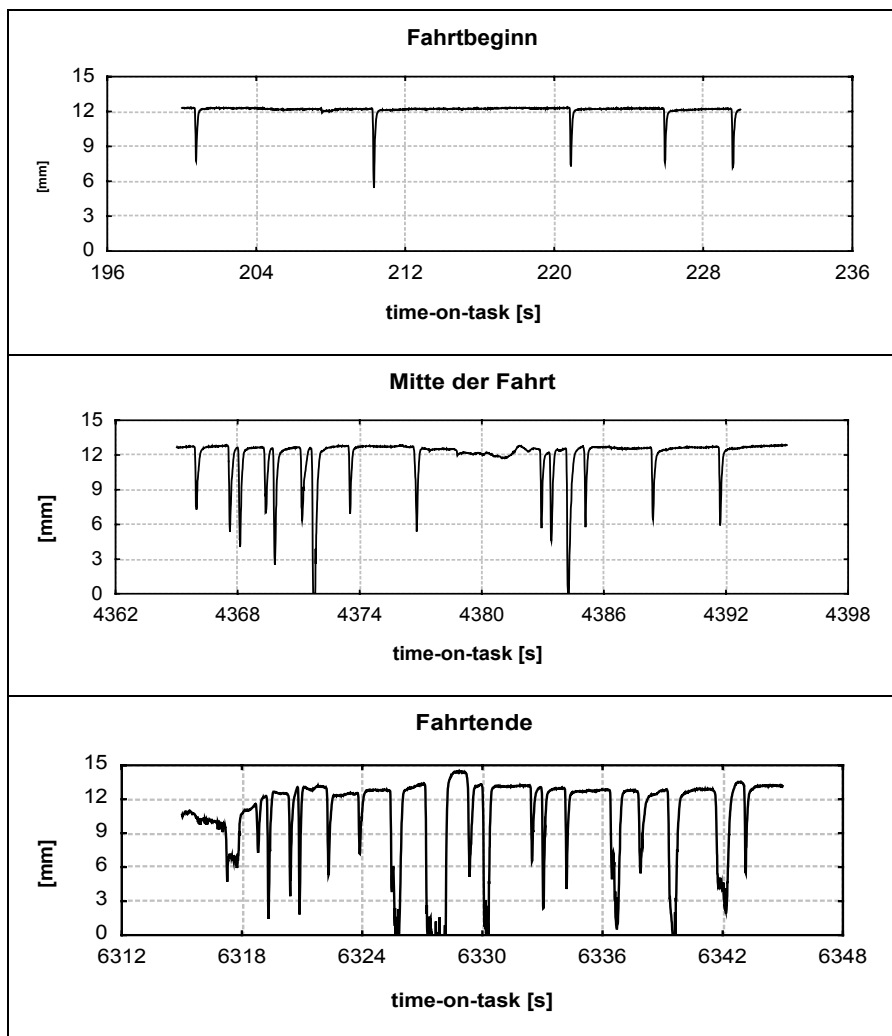 Fahrtbeginn
15
12
9
6
3
0
[mm]
196 204 212 220 228 236
time-on-task [s]
Mitte der Fahrt
15
12
9
6
3
0
[mm]
4362 4368 4374 4380 4386 4392 4398
time-on-task [s]
Fahrtende
15
12
9
6
3
0
[mm]
6312 6318 6324 6330 6336 6342 6348
time-on-task [s]